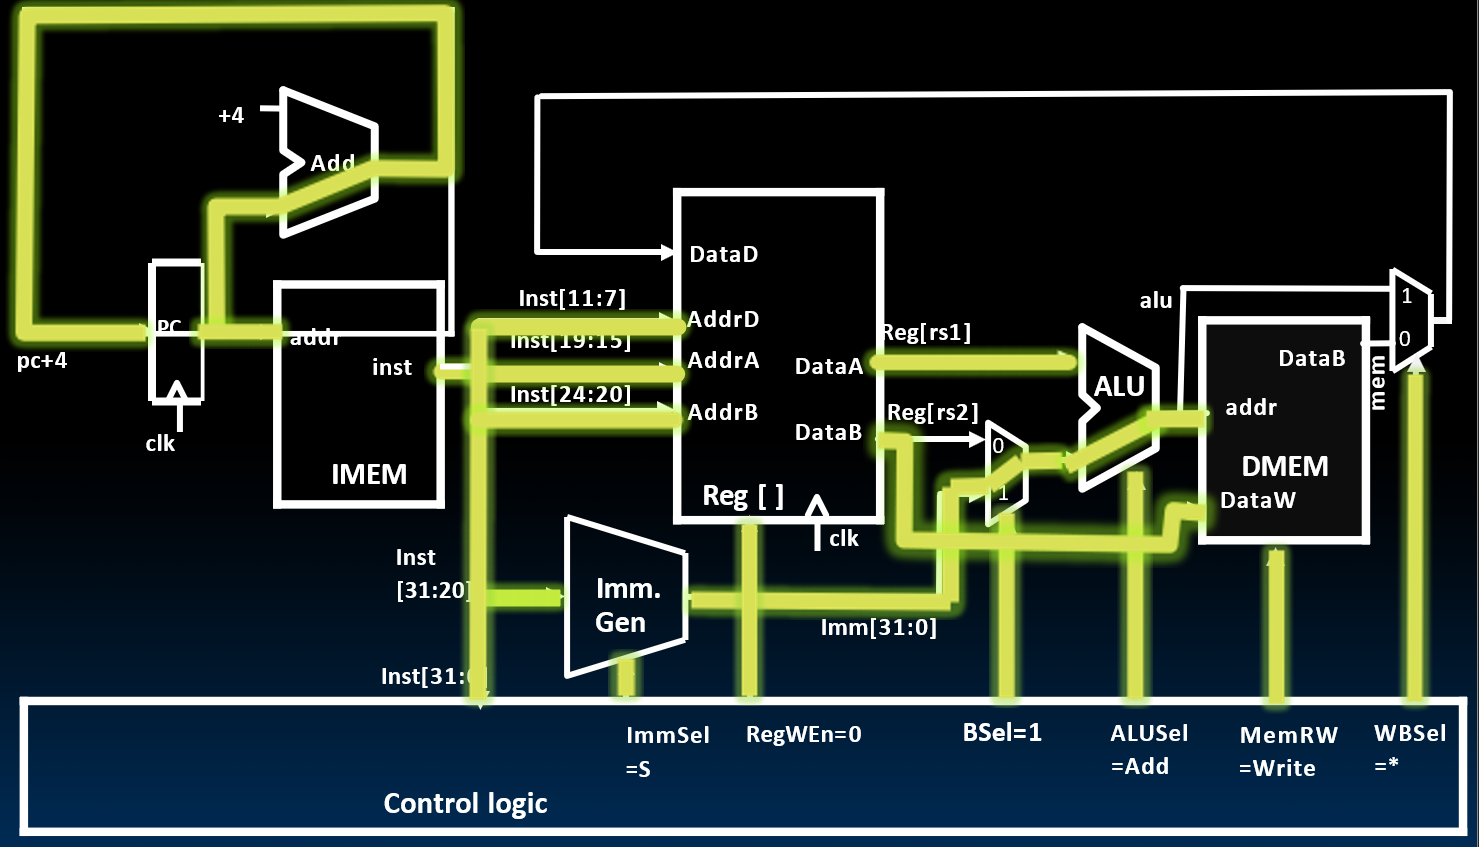 +4
Add
DataD
Inst[11:7]
AddrD
Inst[19:15]
AddrA
Inst[24:20]
AddrB
PC
addr
pc+4
inst
clk
IMEM
DataA
DataB
Reg[rs1]
Reg[rs2]
Reg [ ]
clk
0
1
ALU
alu
DataB
addr
DMEM
DataW
mem
1
0
Inst
[31:20]
Imm.
Gen
Imm[31:0]
Inst[31:0]
ImmSel
=S
RegWEn=0
BSel=1
ALUSel
=Add
MemRW
=Write
WBSel
=*
Control logic